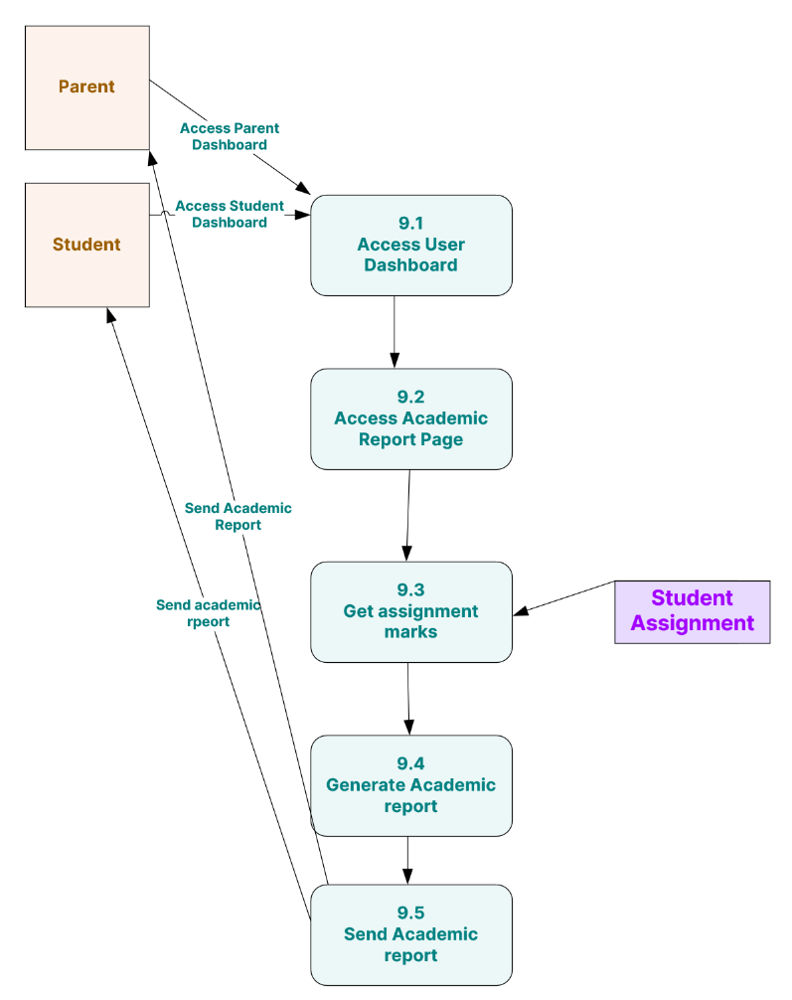 Parent
Access Parent
Dashboard
Student
Access Student
Dashboard
9.1
Access User
Dashboard
9.2
Access Academic
Report Page
Send Academic
Report
9.3
Get assignment
marks
Student
Assignment
Send academic
rpeort
9.4
Generate Academic
report
9.5
Send Academic
report